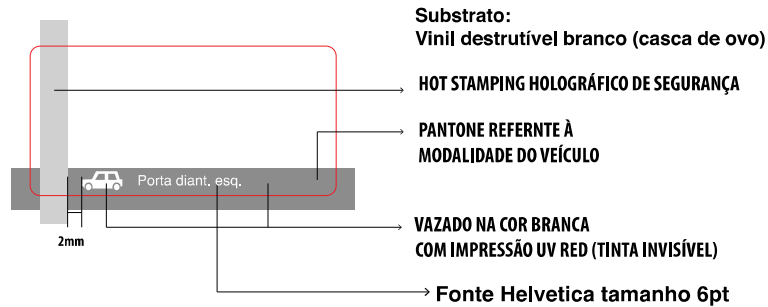 Substrato:
Vinil destrutível branco (casca de ovo)
HOT STAMPING HOLOGRÁFICO DE SEGURANÇA
PANTONE REFERNTE À
MODALIDADE DO VEÍCULO
Porta diant. esq.
VAZADO NA COR BRANCA
COM IMPRESSÃO UV RED (TINTA INVISÍVEL)
2mm
Fonte Helvetica tamanho 6pt